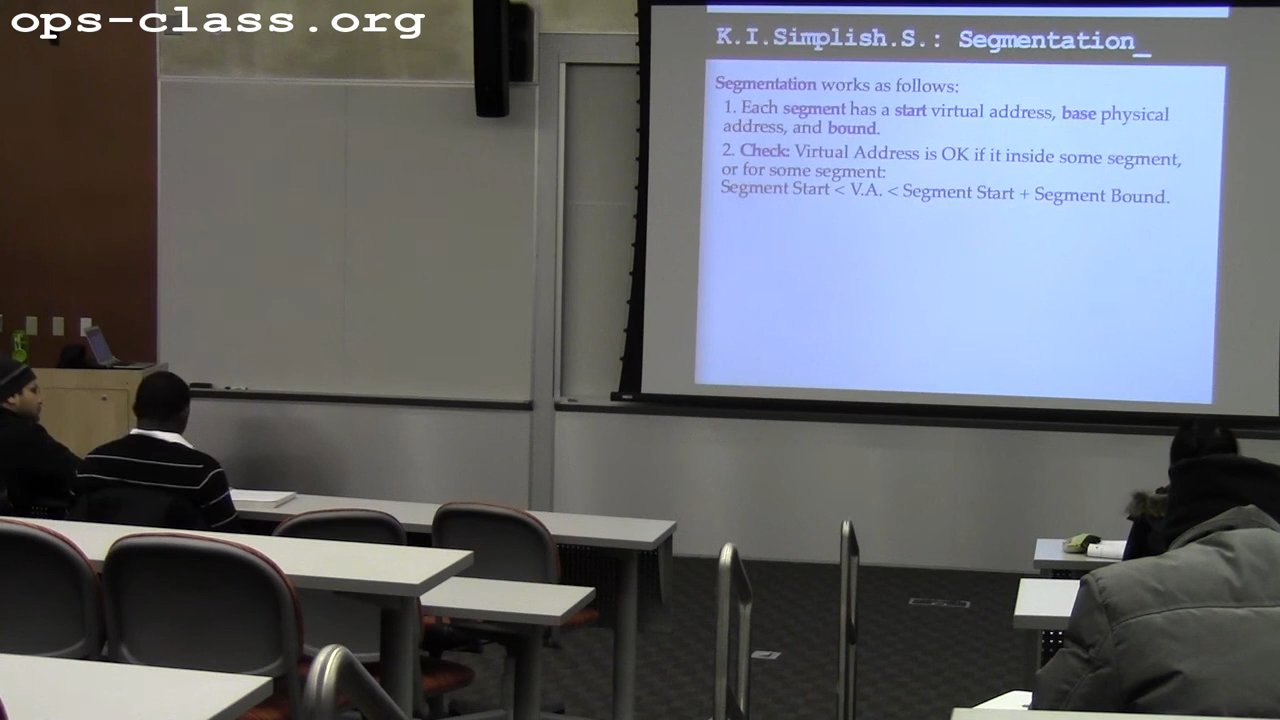 ops-class.org
K.I.Simplish.S.: Segmentation_
Segmentation works as follows:
1. Each segment has a start virtual address, base physical
address, and bound.
2. Check: Virtual Address is OK if it inside some segment,
or for some segment:
Segment Start < V.A. < Segment Start + Segment Bound.